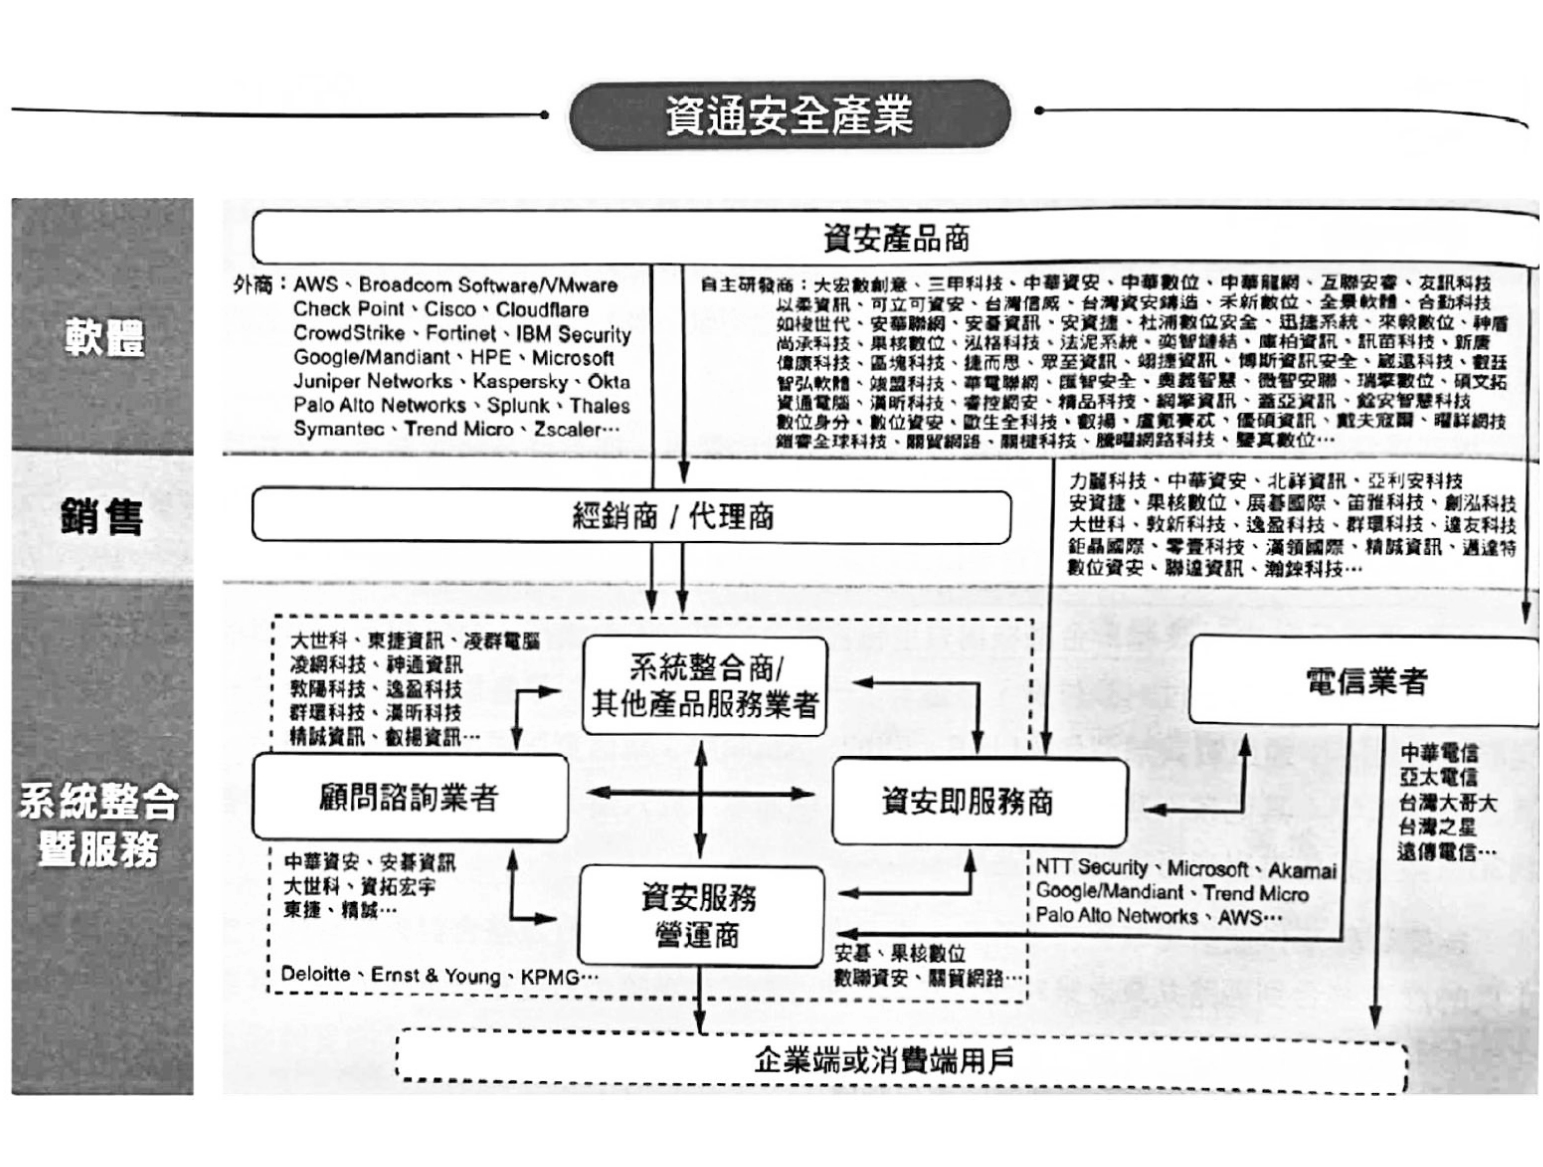 資通安全產業
軟體
資安產品商
外商：AWS、Broadcom Software/VMware
Check Point、Cisco、Cloudflare
CrowdStrike、Fortinet、IBM Security
Google/Mandiant、HPE、Microsoft
Juniper Networks、Kaspersky、Okta
Palo Alto Networks、Splunk、Thales
Symantec、Trend Micro、Zscaler…
自主研發商：大宏數創意、三甲科技、中華資安、中華數位、中華龍網、互聯安睿、友訊科技
以柔資訊、可立可資安、台灣信威、台灣資安鑄造、禾新數位、全景軟體、合勤科技
如梭世代、安華聯網、安碁資訊、安資捷、杜浦數位安全、迅捷系統、來毅數位、神盾
尚承科技、果核數位、泓格科技、法泥系統、奕智鏈結、庫柏資訊、訊苗科技、新唐
偉康科技、區塊科技、捷而思、眾至資訊、翊捷資訊、博斯資訊安全、崴遠科技、叡廷
智弘軟體、竣盟科技、華電聯網、匯智安全、奧義智慧、微智安聯、瑞擎數位、碩文拓
資通電腦、漢昕科技、睿控網安、精品科技、網擎資訊、蓋亞資訊、銓安智慧科技
數位身分、數位資安、歐生全科技、叡揚、盧氪賽忒、優碩資訊、戴夫寇爾、曜祥網技
鎧睿全球科技、關貿網路、關楗科技、騰曜網路科技、鑒真數位…
銷售
經銷商 / 代理商
力麗科技、中華資安、北祥資訊、亞利安科技
安資捷、果核數位、展碁國際、笛雅科技、創泓科技
大世科、敦新科技、逸盈科技、群環科技、達友科技
鉅晶國際、零壹科技、漢領國際、精誠資訊、邁達特
數位資安、聯達資訊、瀚錸科技…
系統整合
暨服務
大世科、東捷資訊、凌群電腦
凌網科技、神通資訊
敦陽科技、逸盈科技
群環科技、漢昕科技
精誠資訊、叡揚資訊…
系統整合商/
其他產品服務業者
電信業者
中華電信
亞太電信
台灣大哥大
台灣之星
遠傳電信…
顧問諮詢業者
資安即服務商
中華資安、安碁資訊
大世科、資拓宏宇
東捷、精誠…
Deloitte、Ernst & Young、KPMG…
資安服務
營運商
NTT Security、Microsoft、Akamai
Google/Mandiant、Trend Micro
Palo Alto Networks、AWS…
安碁、果核數位
數聯資安、關貿網路…
企業端或消費端用戶